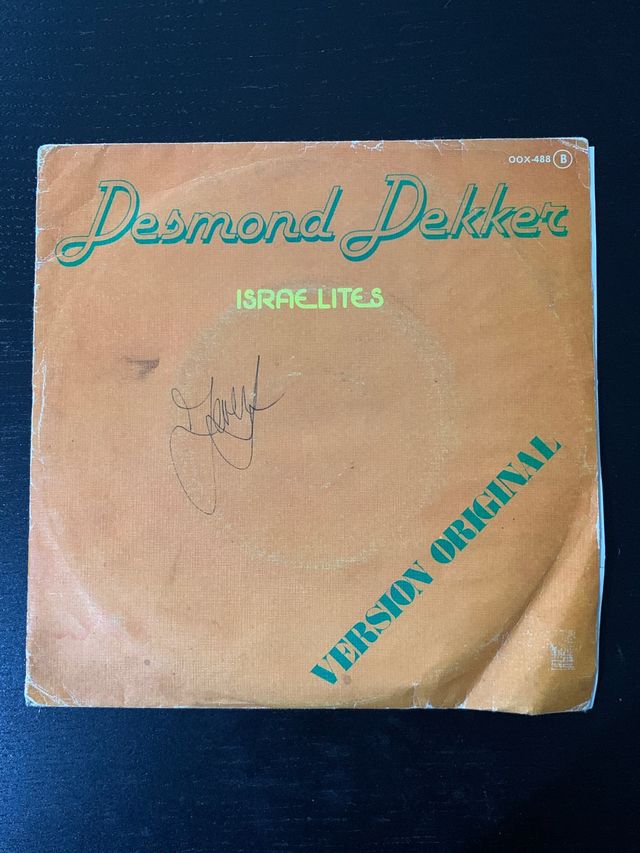 OOX-488 B
Desmond Dekker
ISRAELITES
VERSION ORIGINAL